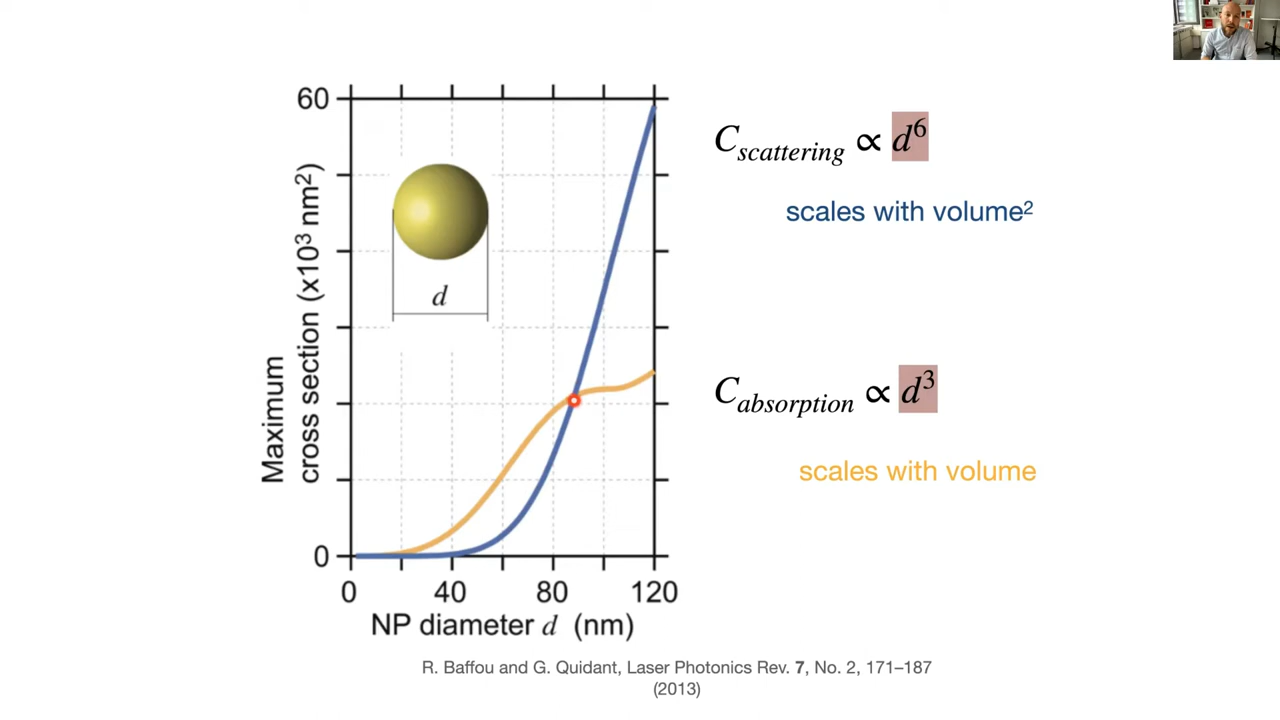 60
0
Maximum
cross section (x10³ nm²)
d
0 40 80 120
NP diameter d (nm)
C_scattering ∝ d⁶
scales with volume²
C_absorption ∝ d³
scales with volume
R. Baffou and G. Quidant, Laser Photonics Rev. 7, No. 2, 171–187
(2013)